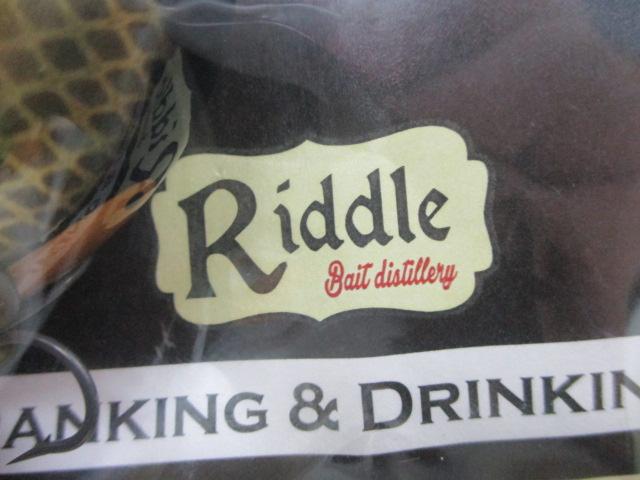 Riddle
Bait distillery
ANKING & DRINKIN